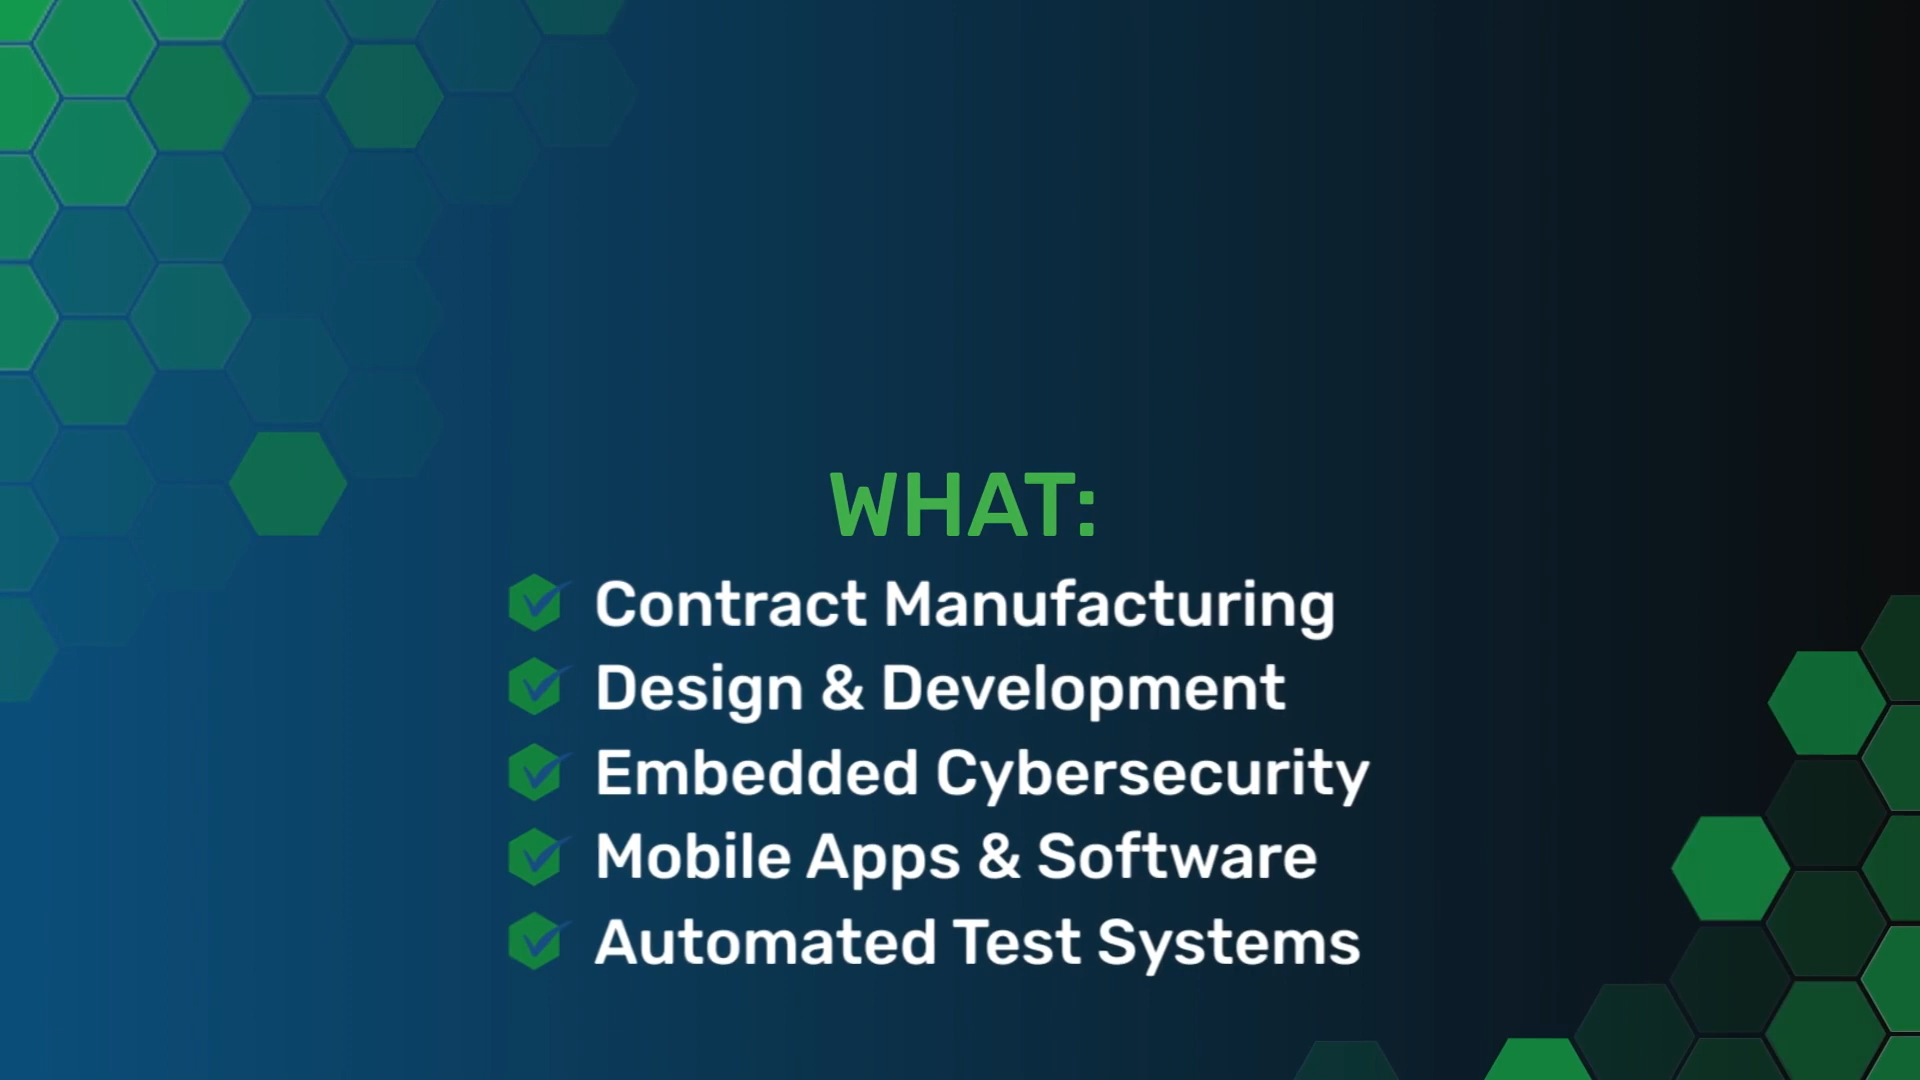 WHAT:
Contract Manufacturing
Design & Development
Embedded Cybersecurity
Mobile Apps & Software
Automated Test Systems